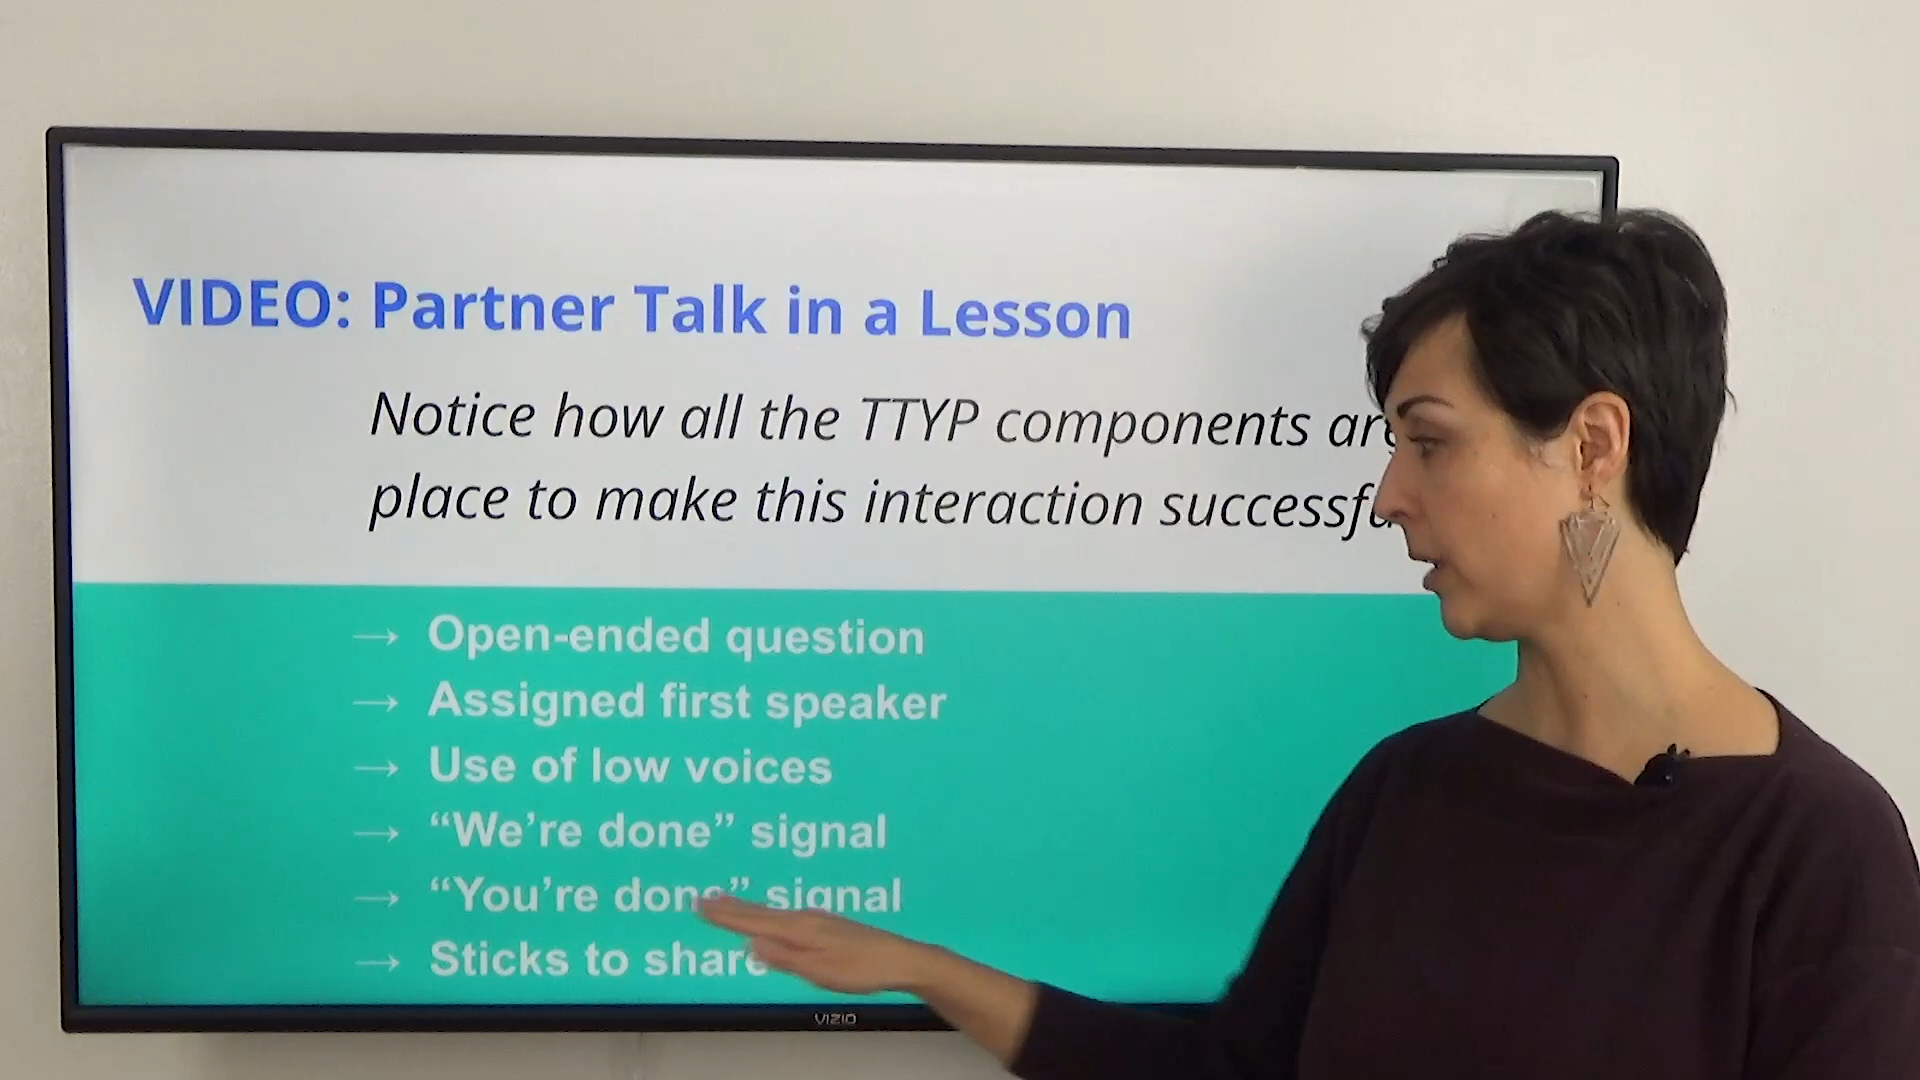 VIDEO: Partner Talk in a Lesson
Notice how all the TTYP components are
place to make this interaction
→ Open-ended question
→ Assigned first speaker
→ Use of low voices
→ “We’re done” signal
→ “You’re done” signal
→ Sticks to share
VIZIO